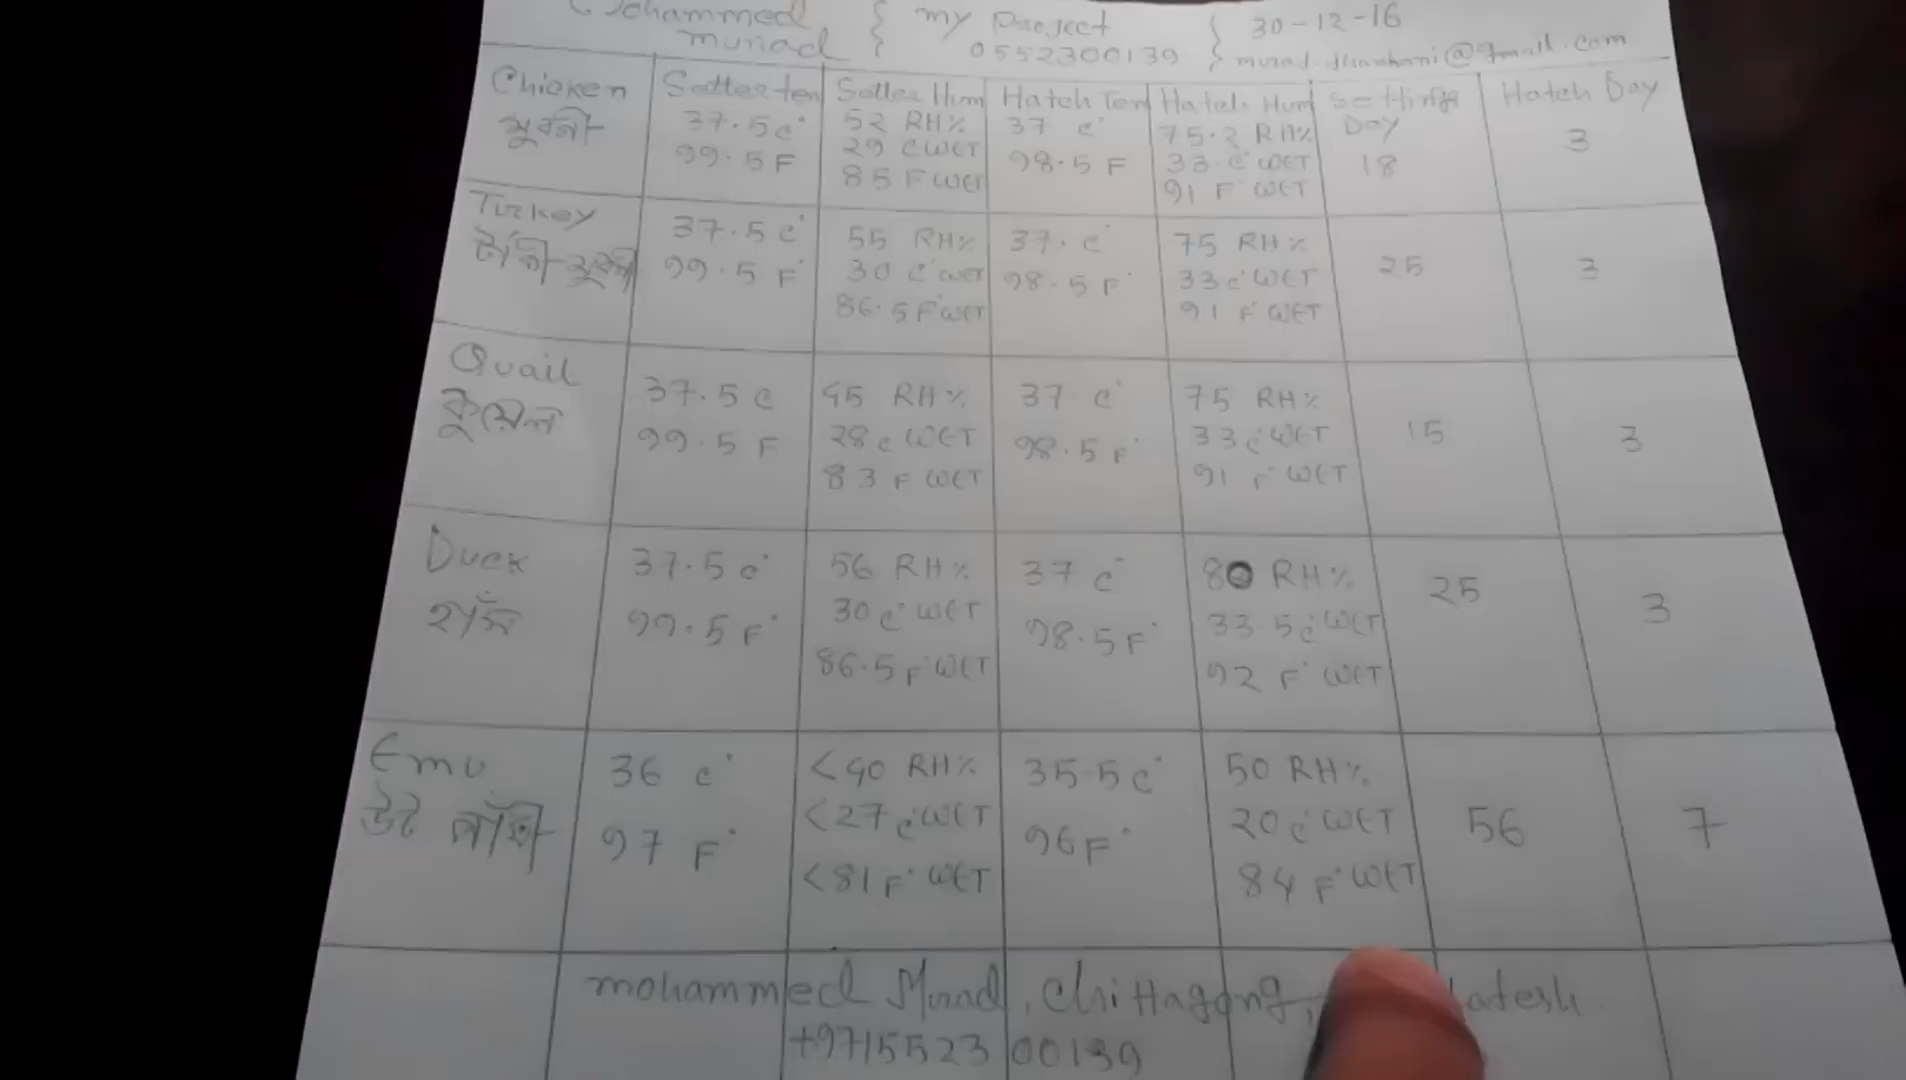 Mohammed { my Project } 30-12-16
murad { 0552300139 } murad.
@gmail.com
Chicken Setter tem Setter Hum Hatch Tem Hatch Hum Settings Day Hatch Day
মুরগী 37.5 c° 52 RH% 37 c° 75.2 RH% 18 3
99.5 F 29 c WET 98.5 F 33 c° WET
85 F WET 91 F° WET
Turkey 37.5 c° 55 RH% 37. c° 75 RH% 25 3
টার্কী মুরগী 99.5 F° 30 c° WET 98.5 F° 33 c° WET
86.5 F° WET 91 F° WET
Quail 37.5 c 45 RH% 37 c° 75 RH% 15 3
কুয়েল 99.5 F 28 c WET 98.5 F° 33 c° WET
83 F WET 91 F° WET
Duck 37.5 c° 56 RH% 37 c° 80 RH% 25 3
হাঁস 99.5 F° 30 c° WET 98.5 F° 33 5 c° WET
86.5 F° WET 92 F° WET
Emu 36 c° <40 RH% 35 5 c° 50 RH% 56 7
উট পাখী 97 F° <27 c° WET 96 F° 20 c° WET
<81 F° WET 84 F° WET
mohammed Murad, Chittagong,
+971552300139